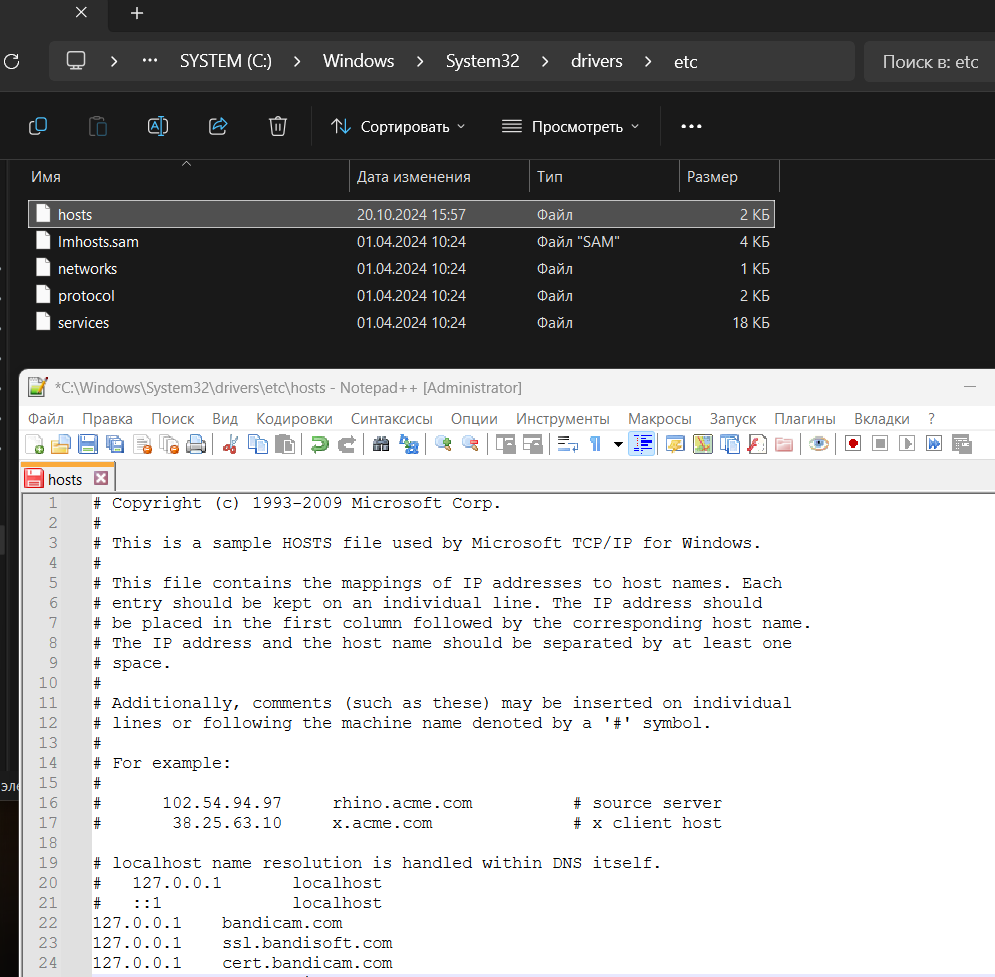 SYSTEM (C:) > Windows > System32 > drivers > etc
Поиск в: etc
Сортировать
Просмотреть
Имя Дата изменения Тип Размер
hosts 20.10.2024 15:57 Файл 2 КБ
lmhosts.sam 01.04.2024 10:24 Файл "SAM" 4 КБ
networks 01.04.2024 10:24 Файл 1 КБ
protocol 01.04.2024 10:24 Файл 2 КБ
services 01.04.2024 10:24 Файл 18 КБ
*C:\Windows\System32\drivers\etc\hosts - Notepad++ [Administrator]
Файл Правка Поиск Вид Кодировки Синтаксисы Опции Инструменты Макросы Запуск Плагины Вкладки ?
hosts
1 # Copyright (c) 1993-2009 Microsoft Corp.
2 #
3 # This is a sample HOSTS file used by Microsoft TCP/IP for Windows.
4 #
5 # This file contains the mappings of IP addresses to host names. Each
6 # entry should be kept on an individual line. The IP address should
7 # be placed in the first column followed by the corresponding host name.
8 # The IP address and the host name should be separated by at least one
9 # space.
10 #
11 # Additionally, comments (such as these) may be inserted on individual
12 # lines or following the machine name denoted by a '#' symbol.
13 #
14 # For example:
15 #
16 # 102.54.94.97 rhino.acme.com # source server
17 # 38.25.63.10 x.acme.com # x client host
18
19 # localhost name resolution is handled within DNS itself.
20 # 127.0.0.1 localhost
21 # ::1 localhost
22 127.0.0.1 bandicam.com
23 127.0.0.1 ssl.bandisoft.com
24 127.0.0.1 cert.bandicam.com